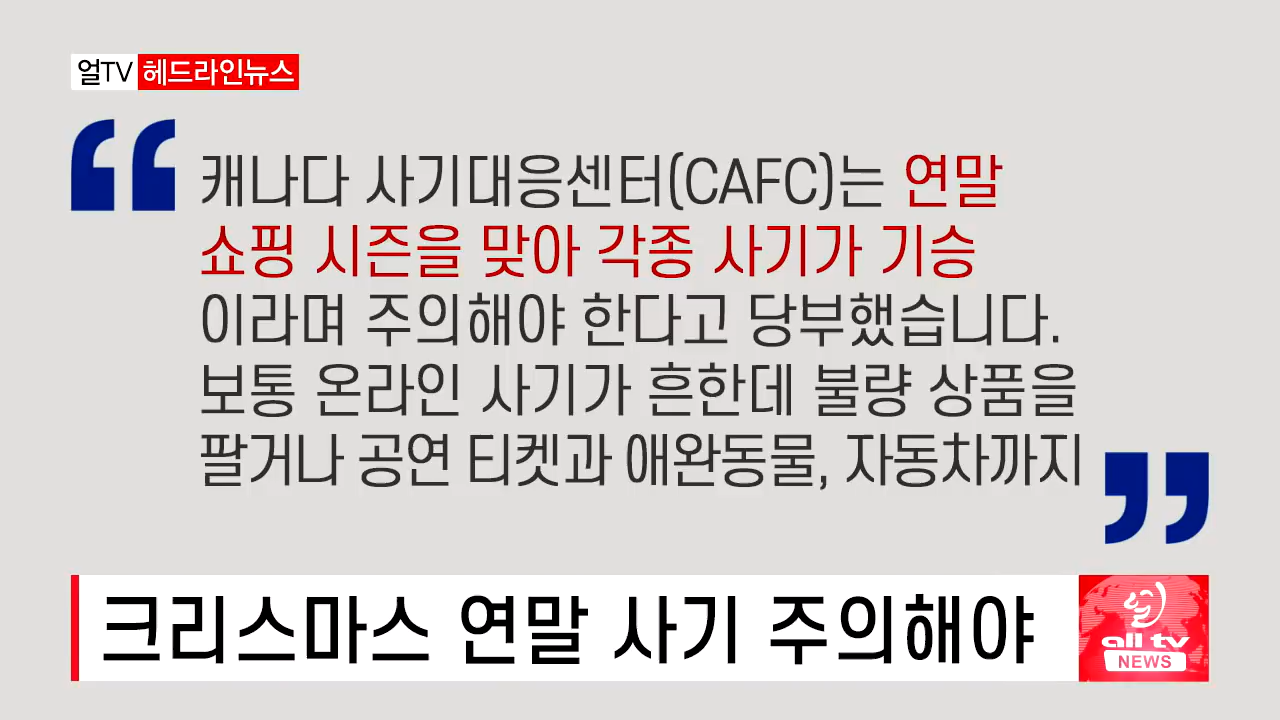 얼TV 헤드라인뉴스
캐나다 사기대응센터(CAFC)는 연말
쇼핑 시즌을 맞아 각종 사기가 기승
이라며 주의해야 한다고 당부했습니다.
보통 온라인 사기가 흔한데 불량 상품을
팔거나 공연 티켓과 애완동물, 자동차까지
크리스마스 연말 사기 주의해야
all tv
NEWS